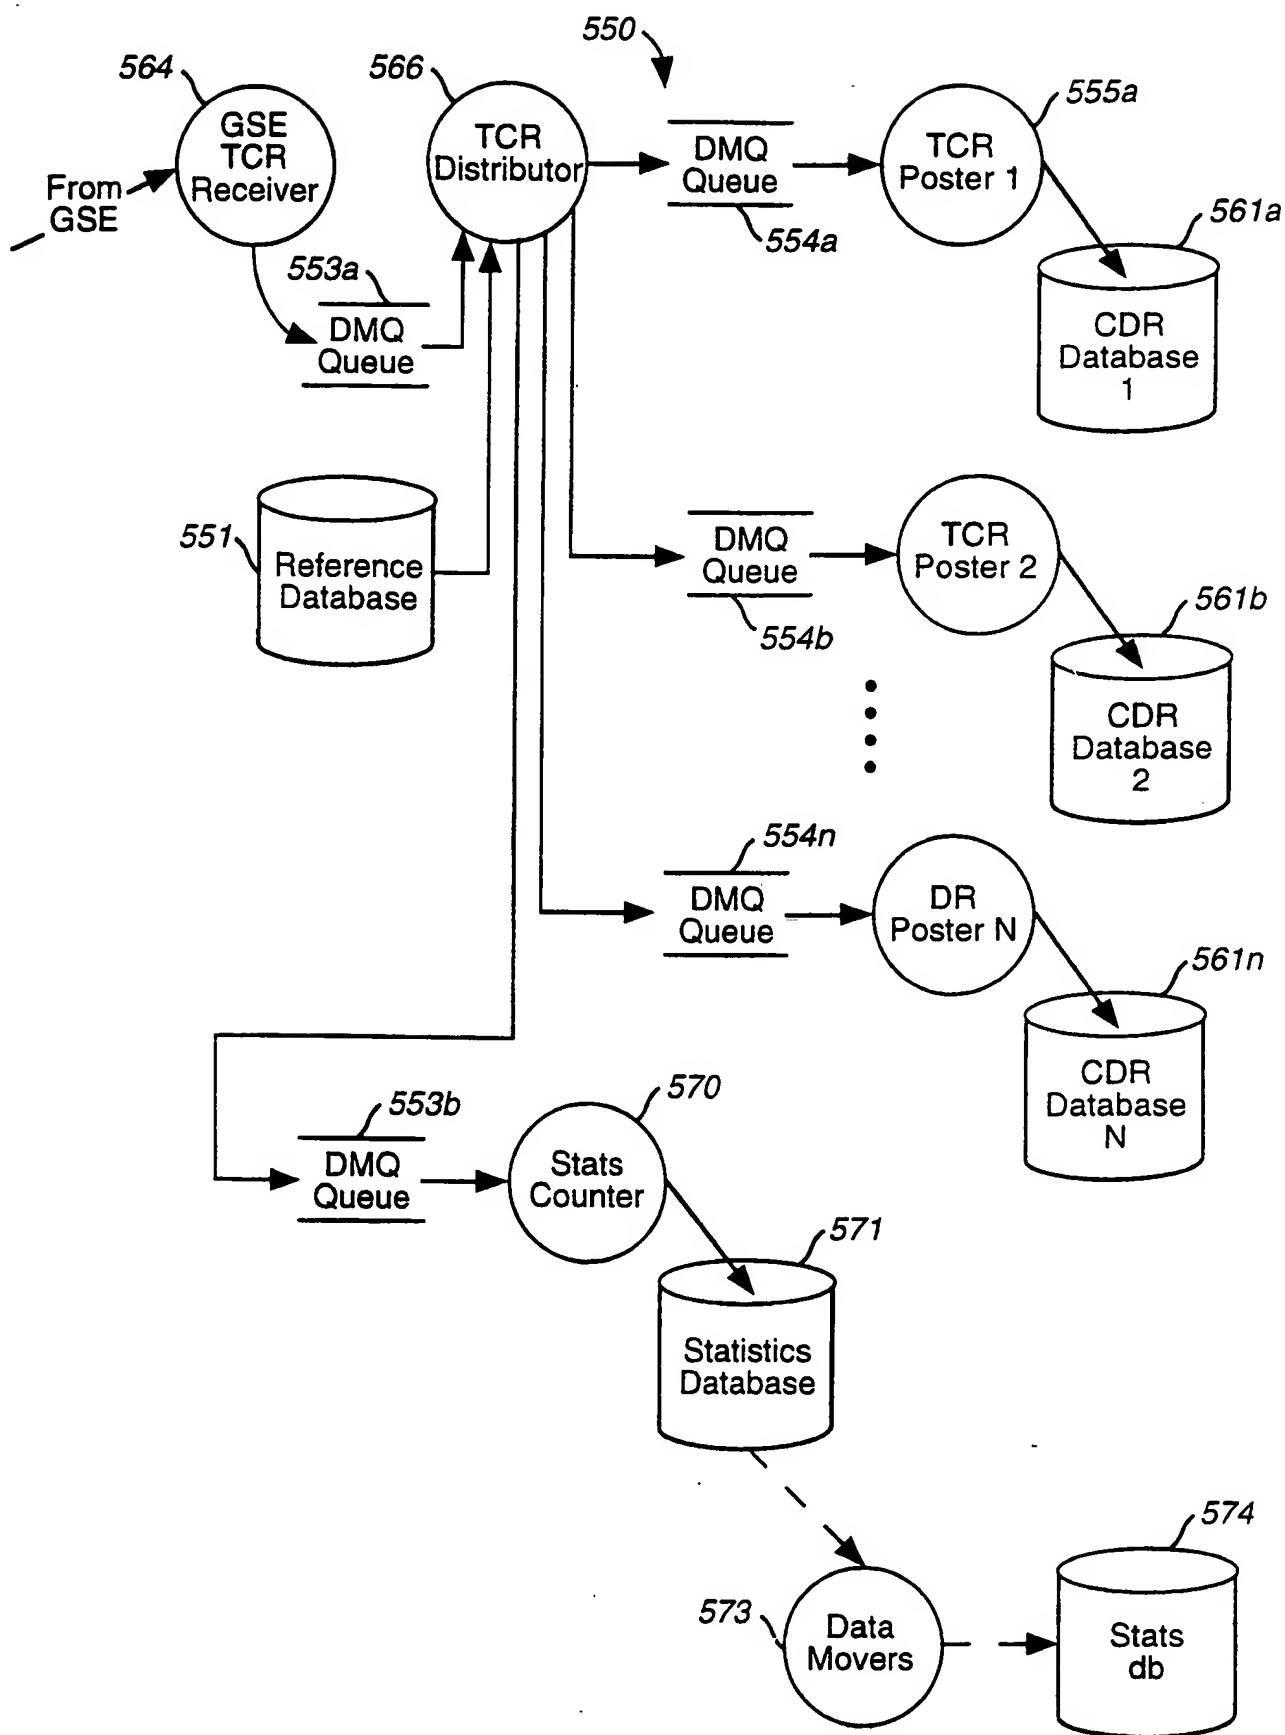 550
564
566
555a
GSE
TCR
Receiver
TCR
Distributor
DMQ
Queue
TCR
Poster 1
From
GSE
554a
561a
553a
DMQ
Queue
CDR
Database
1
551
Reference
Database
DMQ
Queue
TCR
Poster 2
554b
561b
CDR
Database
2
554n
DMQ
Queue
DR
Poster N
561n
CDR
Database
N
553b
570
DMQ
Queue
Stats
Counter
571
Statistics
Database
574
573
Data
Movers
Stats
db